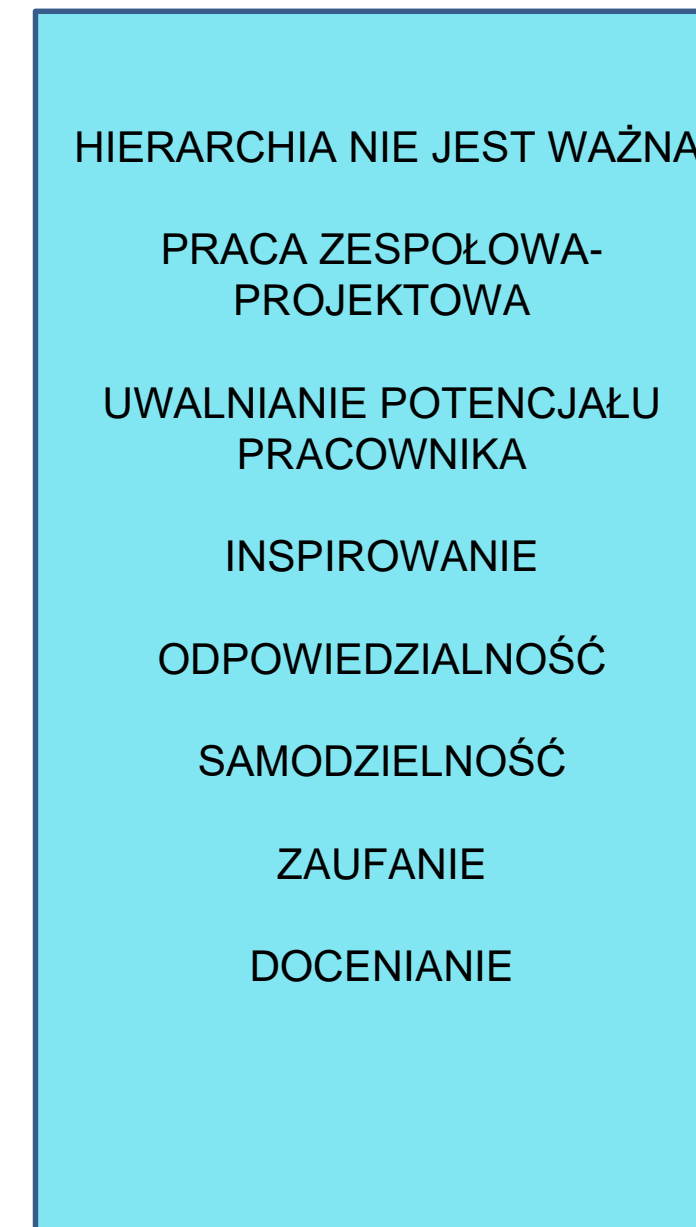 HIERARCHIA NIE JEST WAŻNA
PRACA ZESPOŁOWA-
PROJEKTOWA
UWALNIANIE POTENCJAŁU
PRACOWNIKA
INSPIROWANIE
ODPOWIEDZIALNOŚĆ
SAMODZIELNOŚĆ
ZAUFANIE
DOCENIANIE